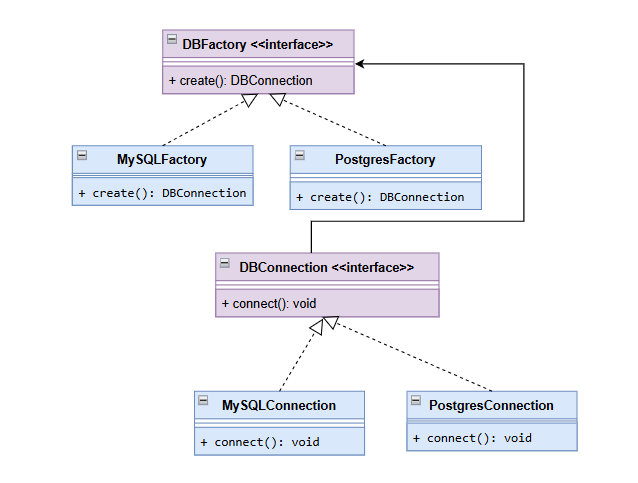 DBFactory <<interface>>
+ create(): DBConnection
MySQLFactory
+ create(): DBConnection
PostgresFactory
+ create(): DBConnection
DBConnection <<interface>>
+ connect(): void
MySQLConnection
+ connect(): void
PostgresConnection
+ connect(): void